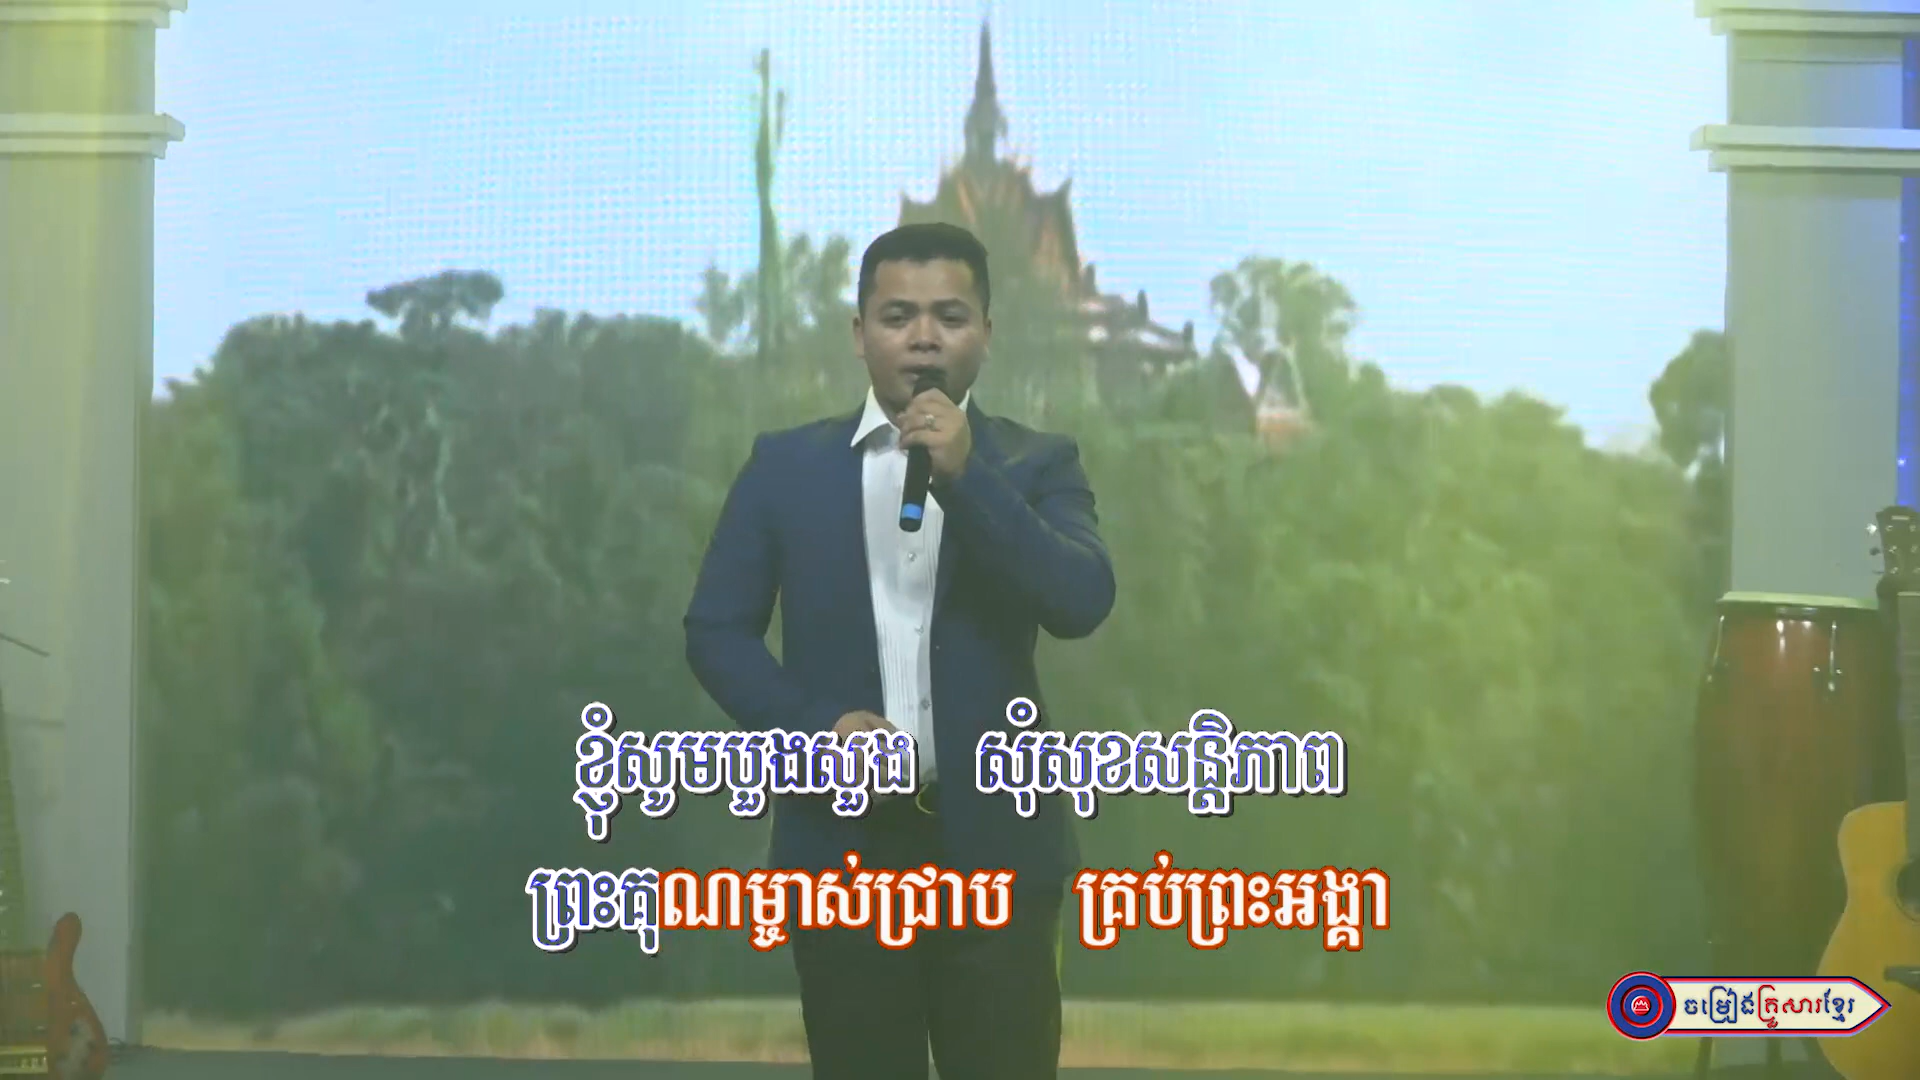 ខ្ញុំសូមបួងសួង សុំសុខសន្តិភាព
ព្រះគុណម្ចាស់ជ្រាប គ្រប់ព្រះអង្គា
ចម្រៀងគ្រួសារខ្មែរ